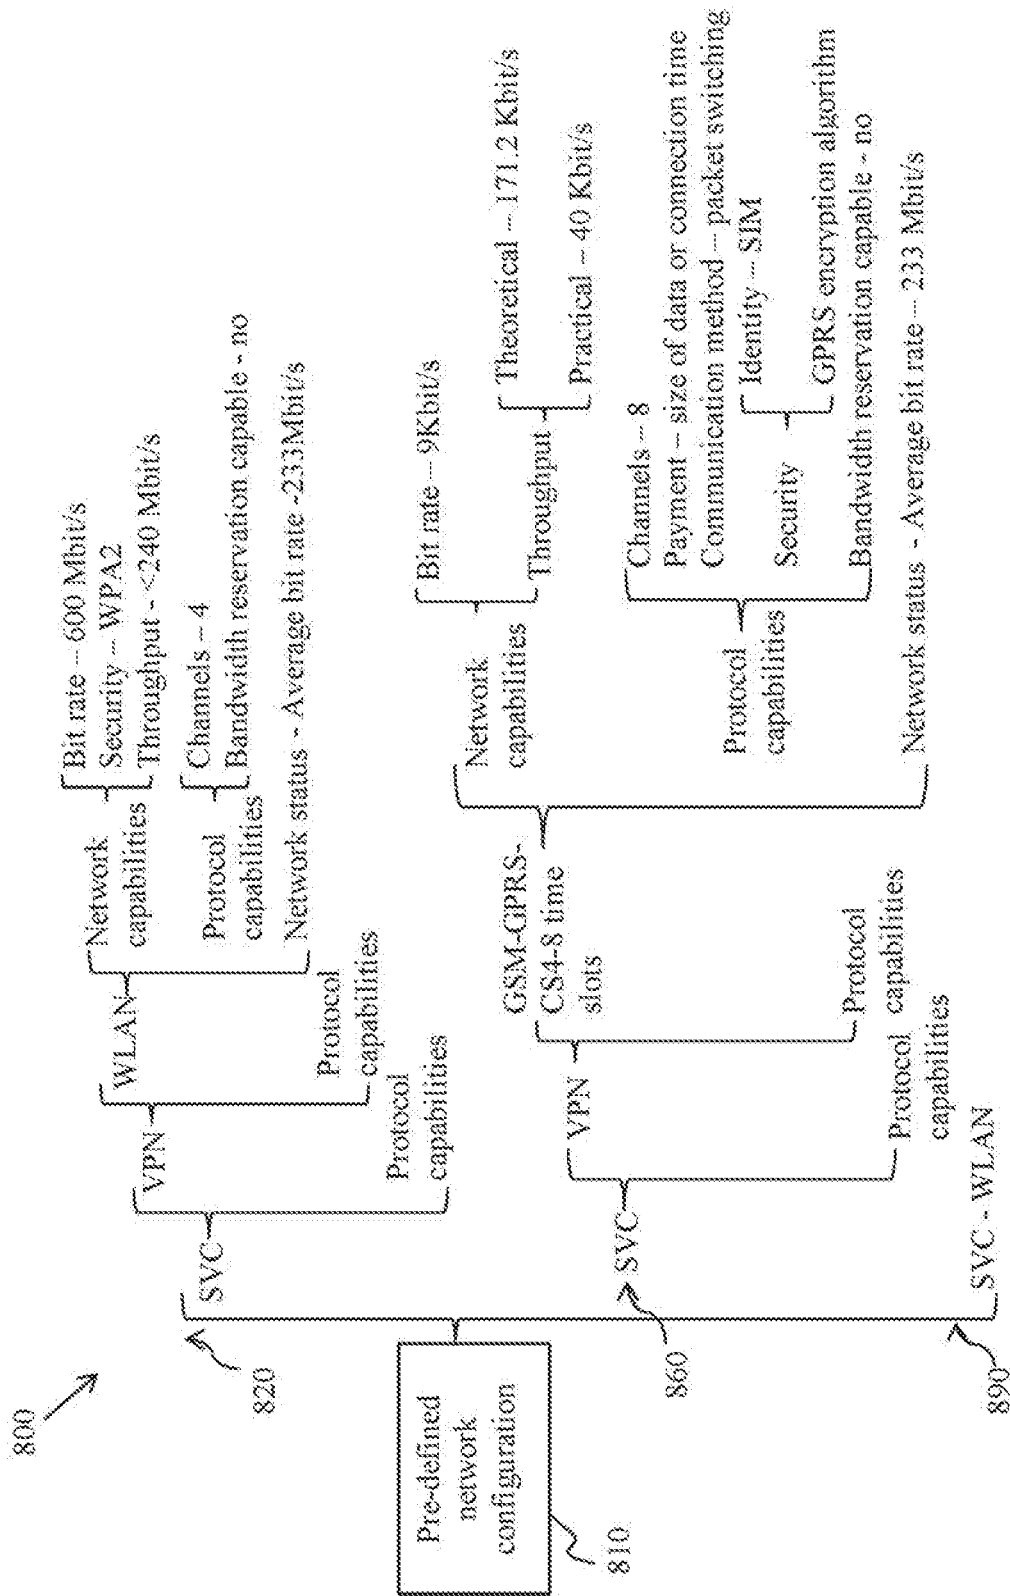 800
Pre-defined
network
configuration
810
820
SVC
VPN
WLAN
Network
capabilities
Bit rate – 600 Mbit/s
Security – WPA2
Throughput - <240 Mbit/s
Protocol
capabilities
Channels – 4
Bandwidth reservation capable - no
Network status - Average bit rate -233Mbit/s
Protocol
capabilities
Protocol
capabilities
860
SVC
VPN
GSM-GPRS-
CS4-8 time
slots
Network
capabilities
Bit rate – 9Kbit/s
Throughput
Theoretical – 171.2 Kbit/s
Practical – 40 Kbit/s
Protocol
capabilities
Channels – 8
Payment – size of data or connection time
Communication method – packet switching
Security
Identity – SIM
GPRS encryption algorithm
Bandwidth reservation capable - no
Network status - Average bit rate – 233 Mbit/s
Protocol
capabilities
Protocol
capabilities
890
SVC - WLAN